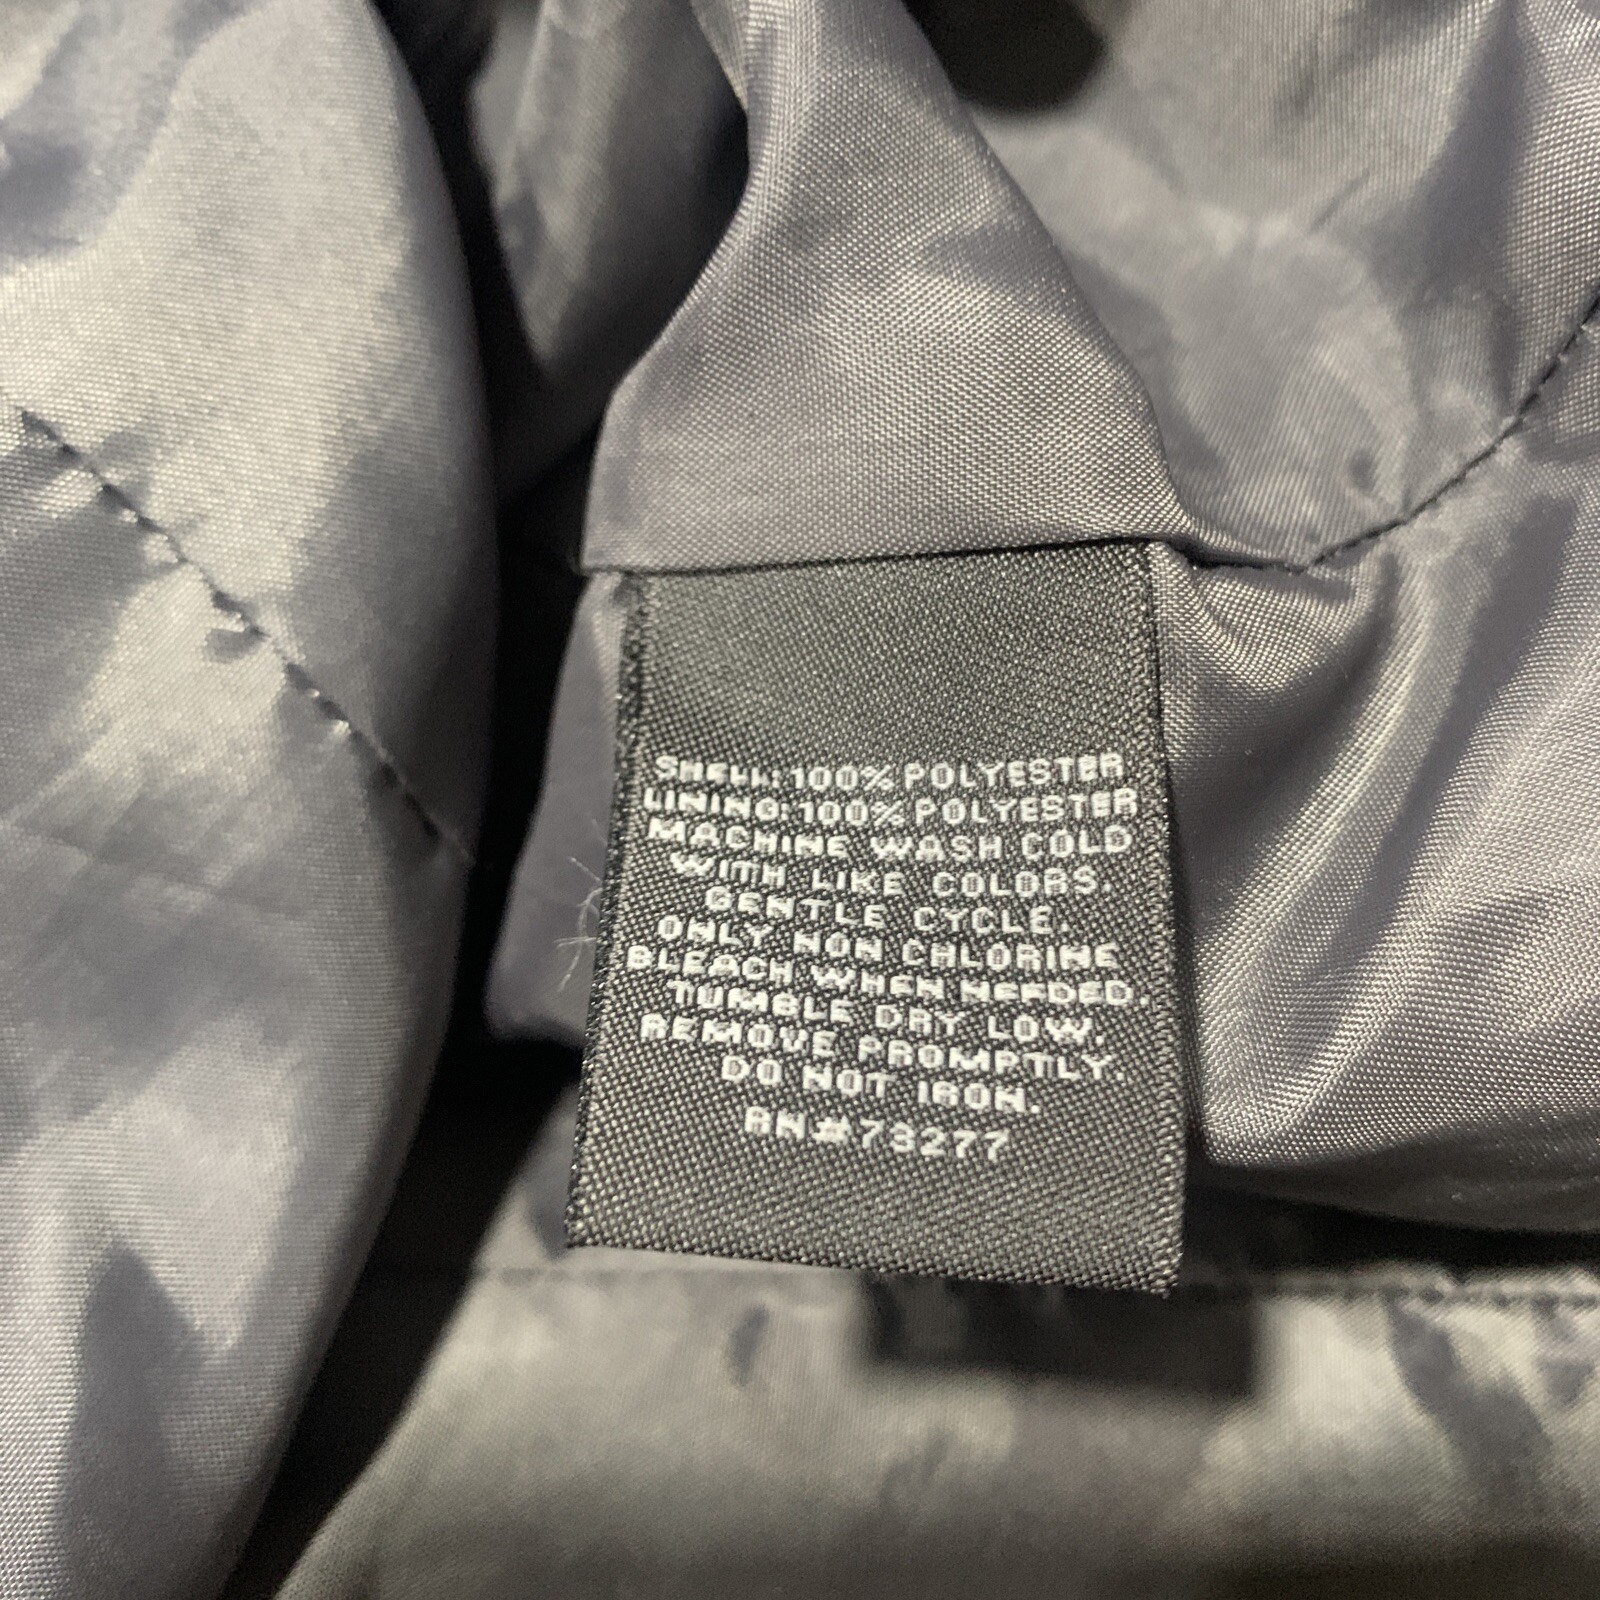 SHELL: 100% POLYESTER
LINING: 100% POLYESTER
MACHINE WASH COLD
WITH LIKE COLORS.
GENTLE CYCLE.
ONLY NON CHLORINE
BLEACH WHEN NEEDED.
TUMBLE DRY LOW.
REMOVE PROMPTLY.
DO NOT IRON.
RN#73277